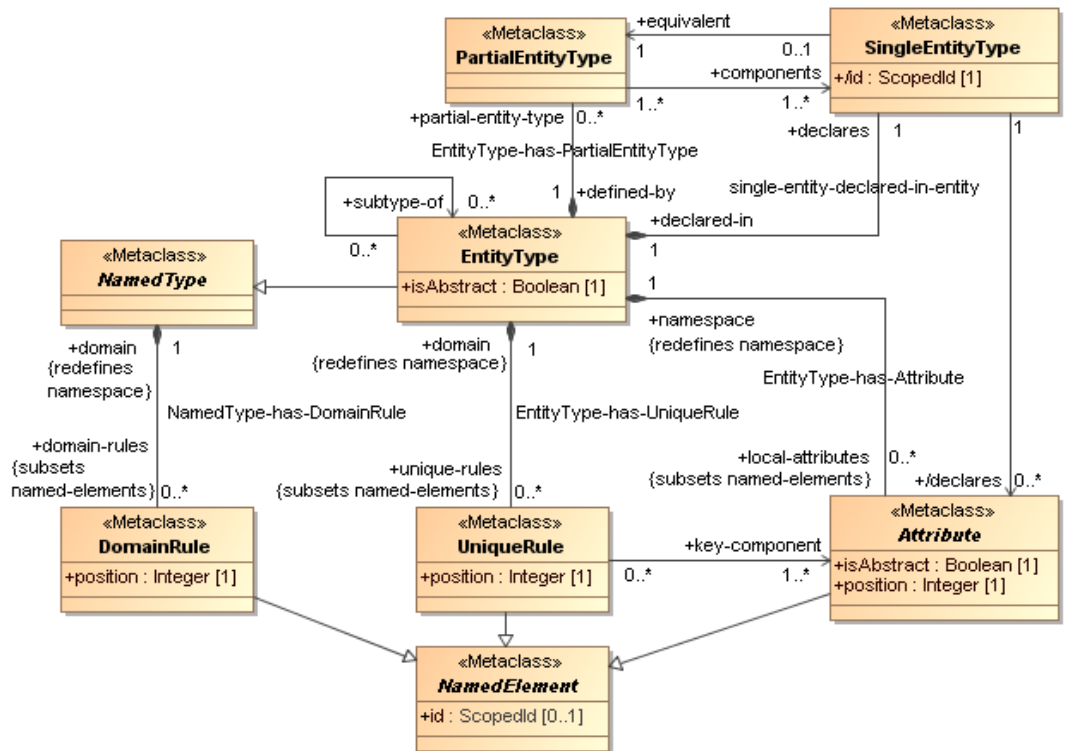 «Metaclass»
PartialEntityType
+equivalent
1
0..1
+components
1..*
1..*
«Metaclass»
SingleEntityType
+/id : ScopedId [1]
+partial-entity-type
0..*
EntityType-has-PartialEntityType
+declares
1
1
+subtype-of
0..*
0..*
1
+defined-by
single-entity-declared-in-entity
+declared-in
1
«Metaclass»
NamedType
«Metaclass»
EntityType
+isAbstract : Boolean [1]
1
+namespace
{redefines namespace}
+domain
{redefines
namespace}
1
+domain
{redefines namespace}
1
EntityType-has-Attribute
NamedType-has-DomainRule
EntityType-has-UniqueRule
+domain-rules
{subsets
named-elements}
0..*
+unique-rules
{subsets named-elements}
0..*
+local-attributes
{subsets named-elements}
0..*
+/declares
0..*
«Metaclass»
DomainRule
+position : Integer [1]
«Metaclass»
UniqueRule
+position : Integer [1]
+key-component
0..*
1..*
«Metaclass»
Attribute
+isAbstract : Boolean [1]
+position : Integer [1]
«Metaclass»
NamedElement
+id : ScopedId [0..1]